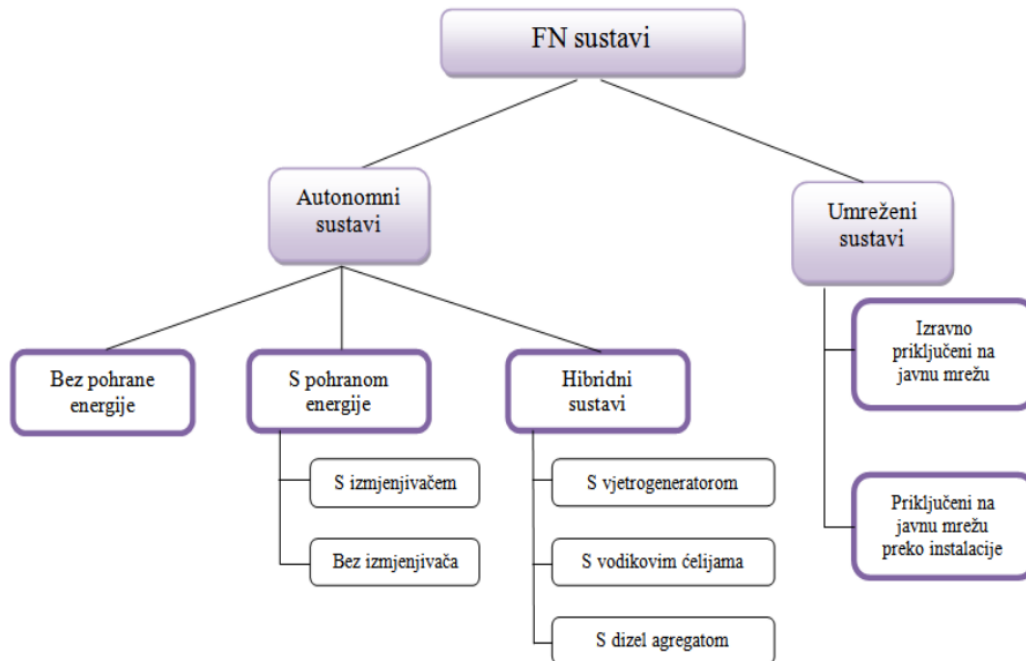 FN sustavi
Autonomni
sustavi
Umreženi
sustavi
Bez pohrane
energije
S pohranom
energije
Hibridni
sustavi
Izravno
priključeni na
javnu mrežu
S izmjenjivačem
S vjetrogeneratorom
Priključeni na
javnu mrežu
preko instalacije
Bez izmjenjivača
S vodikovim ćelijama
S dizel agregatom